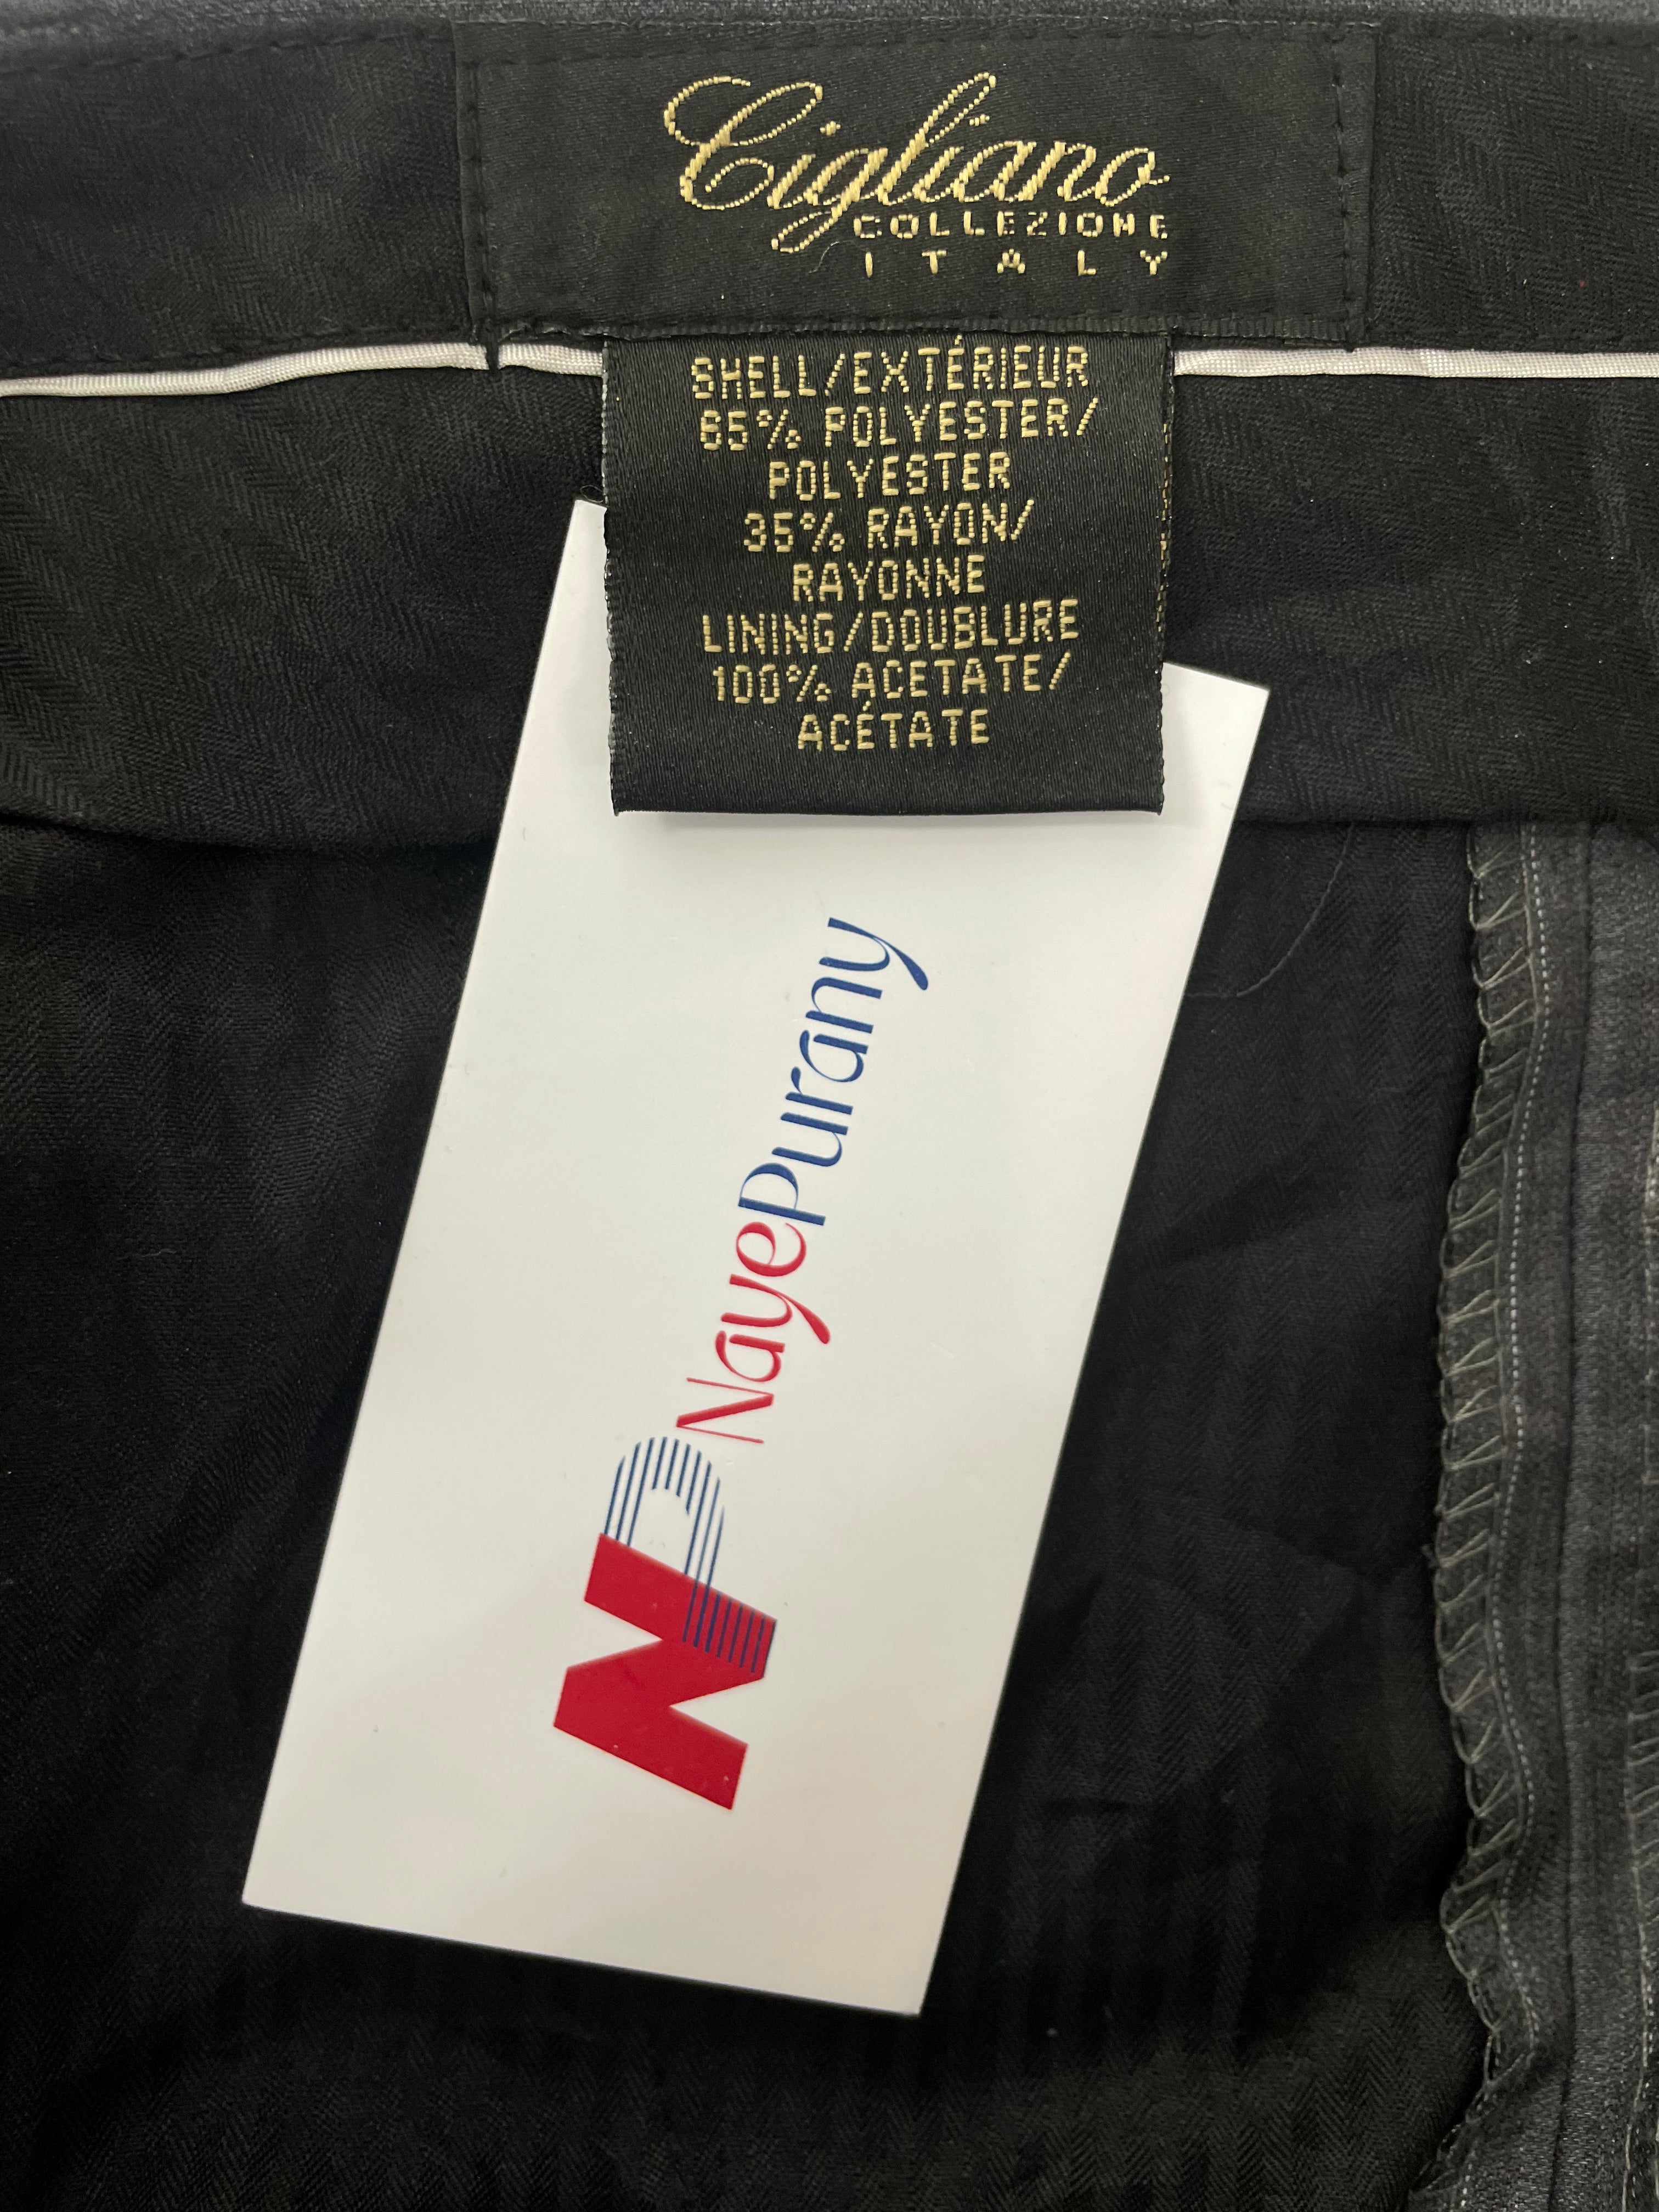 Cigliano
COLLEZIONE
ITALY
SHELL/EXTÉRIEUR
65% POLYESTER/
POLYESTER
35% RAYON/
RAYONNE
LINING/DOUBLURE
100% ACETATE/
ACÉTATE
NP NayePurany